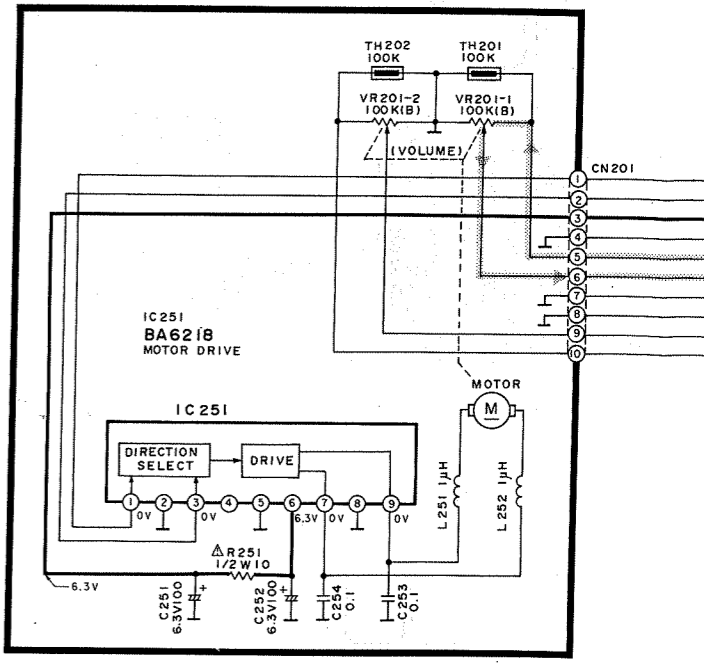 TH202
100K
TH201
100K
VR201-2
100K(B)
VR201-1
100K(B)
(VOLUME)
CN201
1
2
3
4
5
6
7
8
9
10
IC251
BA6218
MOTOR DRIVE
MOTOR
M
IC251
DIRECTION
SELECT
DRIVE
1
2
3
4
5
6
7
8
9
0V
0V
6.3V
0V
0V
L251 1μH
L252 1μH
⚠R251
1/2W10
6.3V
C251
6.3V100
+
C252
6.3V100
+
C254
0.1
C253
0.1